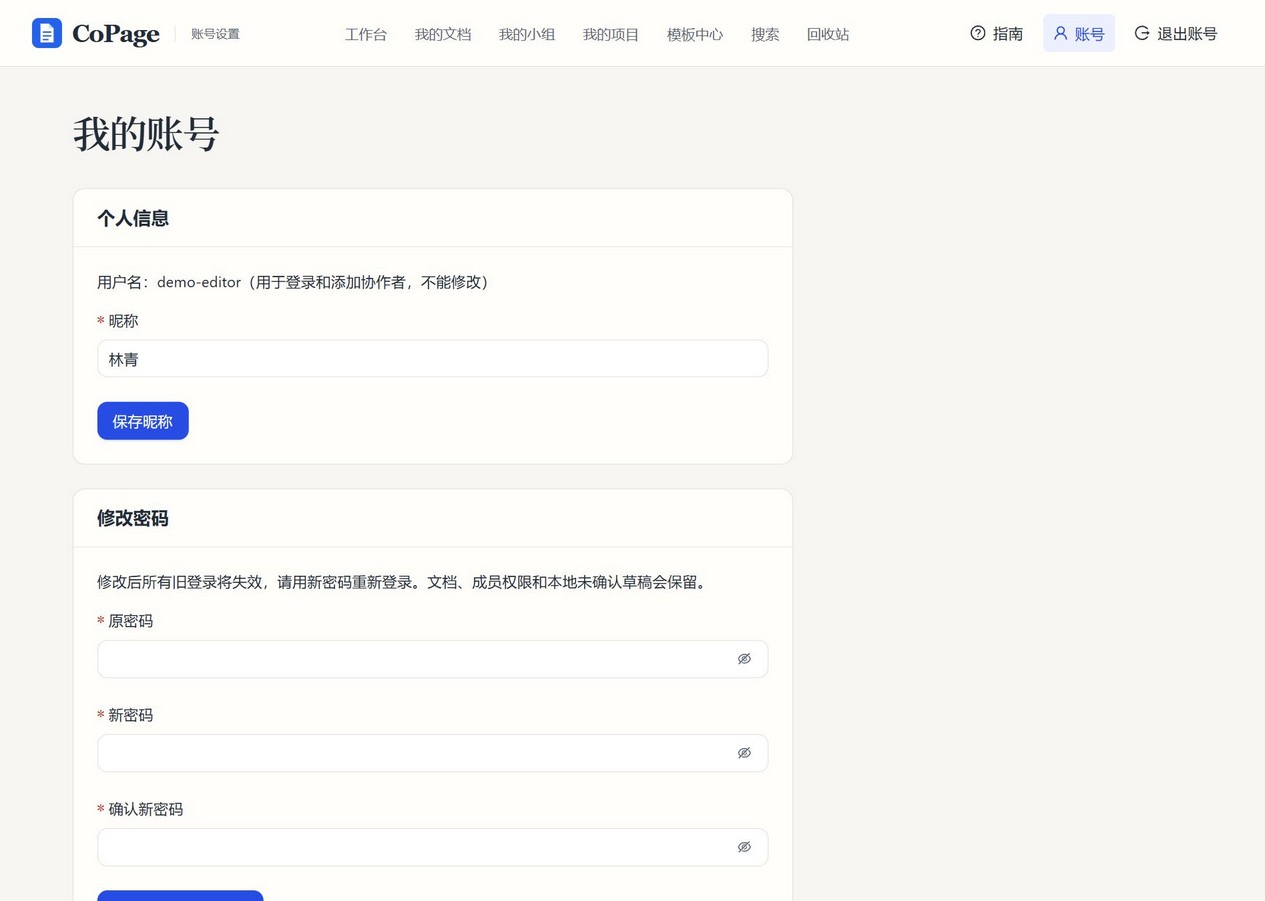 CoPage
账号设置
工作台
我的文档
我的小组
我的项目
模板中心
搜索
回收站
指南
账号
退出账号
我的账号
个人信息
用户名：demo-editor（用于登录和添加协作者，不能修改）
* 昵称
林青
保存昵称
修改密码
修改后所有旧登录将失效，请用新密码重新登录。文档、成员权限和本地未确认草稿会保留。
* 原密码
* 新密码
* 确认新密码